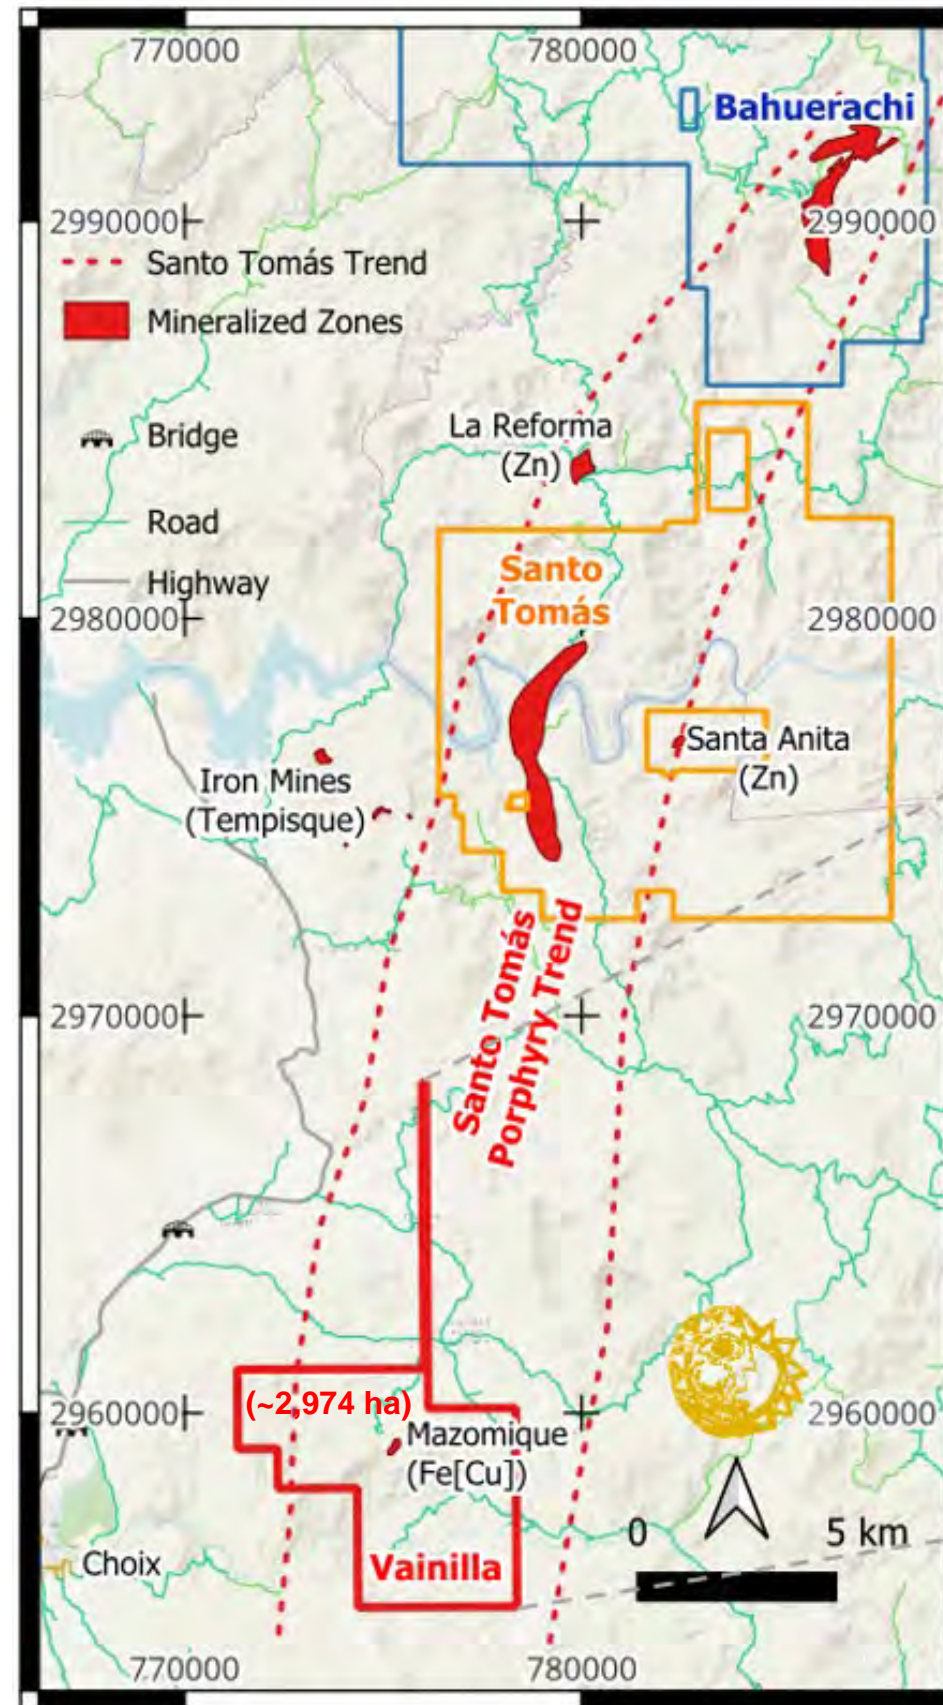 770000
780000
Bahuerachi
2990000
2990000
Santo Tomás Trend
Mineralized Zones
La Reforma
(Zn)
Bridge
Road
Highway
Santo
Tomás
2980000
2980000
Santa Anita
(Zn)
Iron Mines
(Tempisque)
Santo Tomás
Porphyry Trend
2970000
2970000
(~2,974 ha)
2960000
Mazomique
(Fe[Cu])
0
5 km
Choix
Vainilla
770000
780000
2960000